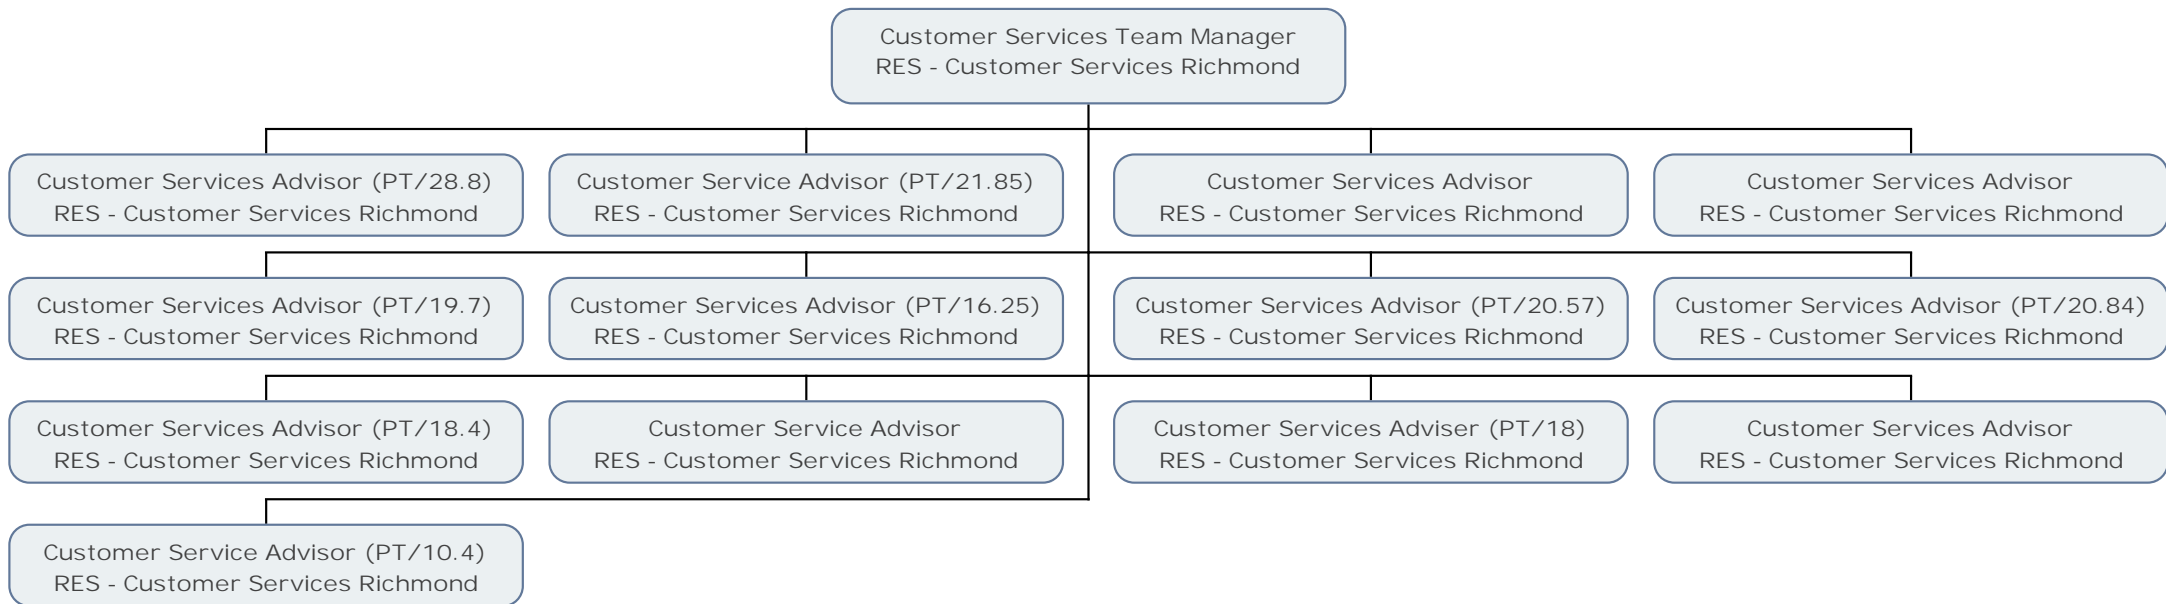 Customer Services Team Manager
RES - Customer Services Richmond
Customer Services Advisor (PT/28.8)
RES - Customer Services Richmond
Customer Service Advisor (PT/21.85)
RES - Customer Services Richmond
Customer Services Advisor
RES - Customer Services Richmond
Customer Services Advisor
RES - Customer Services Richmond
Customer Services Advisor (PT/19.7)
RES - Customer Services Richmond
Customer Services Advisor (PT/16.25)
RES - Customer Services Richmond
Customer Services Advisor (PT/20.57)
RES - Customer Services Richmond
Customer Services Advisor (PT/20.84)
RES - Customer Services Richmond
Customer Services Advisor (PT/18.4)
RES - Customer Services Richmond
Customer Service Advisor
RES - Customer Services Richmond
Customer Services Adviser (PT/18)
RES - Customer Services Richmond
Customer Services Advisor
RES - Customer Services Richmond
Customer Service Advisor (PT/10.4)
RES - Customer Services Richmond